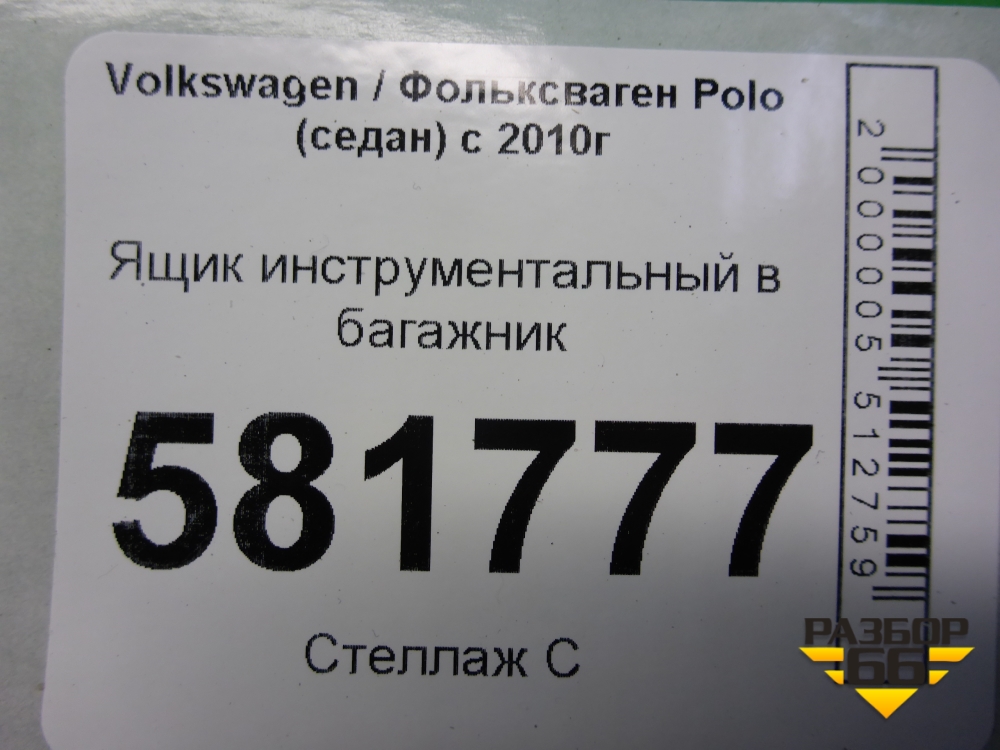 Volkswagen / Фольксваген Polo
(седан) с 2010г
Ящик инструментальный в
багажник
581777
Стеллаж С
2000005512759
РАЗБОР
66